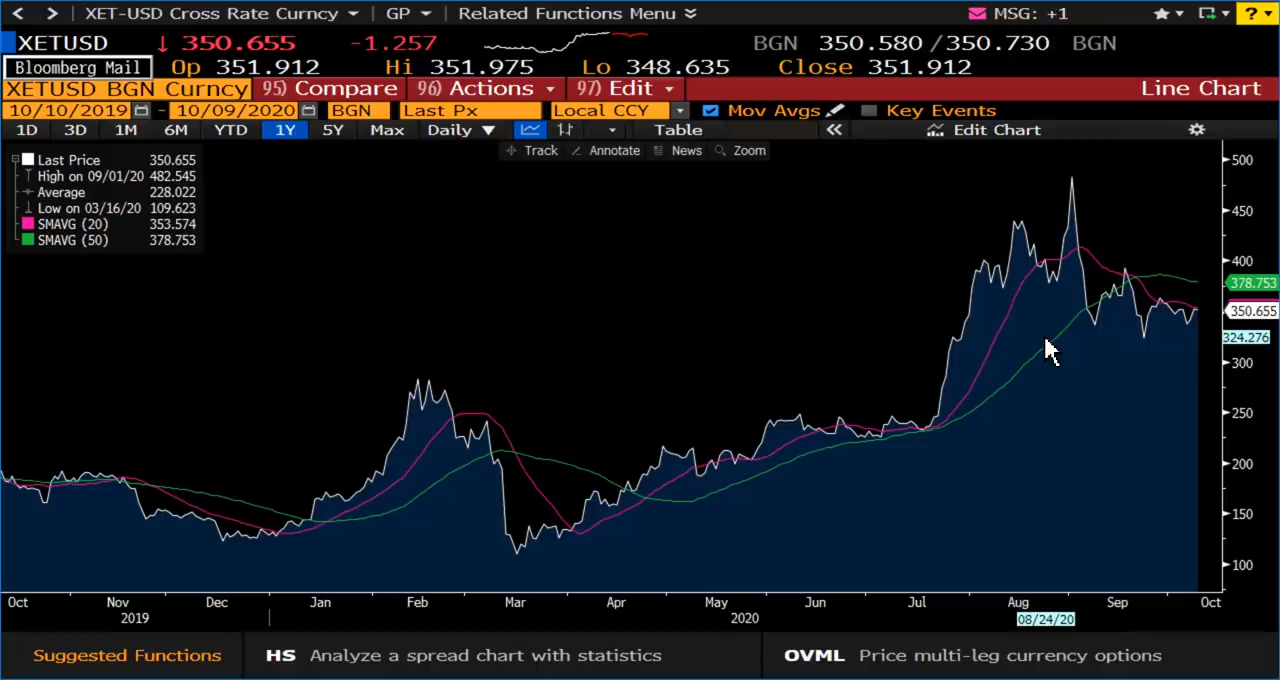 < > XET-USD Cross Rate Curncy GP Related Functions Menu MSG: +1 ?
XETUSD ↓ 350.655 -1.257 BGN 350.580 /350.730 BGN
Bloomberg Mail Op 351.912 Hi 351.975 Lo 348.635 Close 351.912
XETUSD BGN Curncy 95) Compare 96) Actions 97) Edit Line Chart
10/10/2019 - 10/09/2020 BGN Last Px Local CCY Mov Avgs Key Events
1D 3D 1M 6M YTD 1Y 5Y Max Daily ▼ Table « Edit Chart
Track Annotate News Zoom
Last Price 350.655
High on 09/01/20 482.545
Average 228.022
Low on 03/16/20 109.623
SMAVG (20) 353.574
SMAVG (50) 378.753
500
450
400
378.753
350.655
324.276
300
250
200
150
100
Oct Nov Dec Jan Feb Mar Apr May Jun Jul Aug Sep Oct
2019 2020 08/24/20
Suggested Functions HS Analyze a spread chart with statistics OVML Price multi-leg currency options